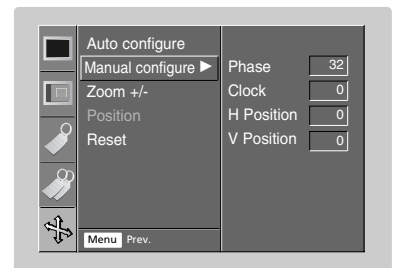 Auto configure
Manual configure ▶
Zoom +/-
Position
Reset
Phase 32
Clock 0
H Position 0
V Position 0
Menu Prev.